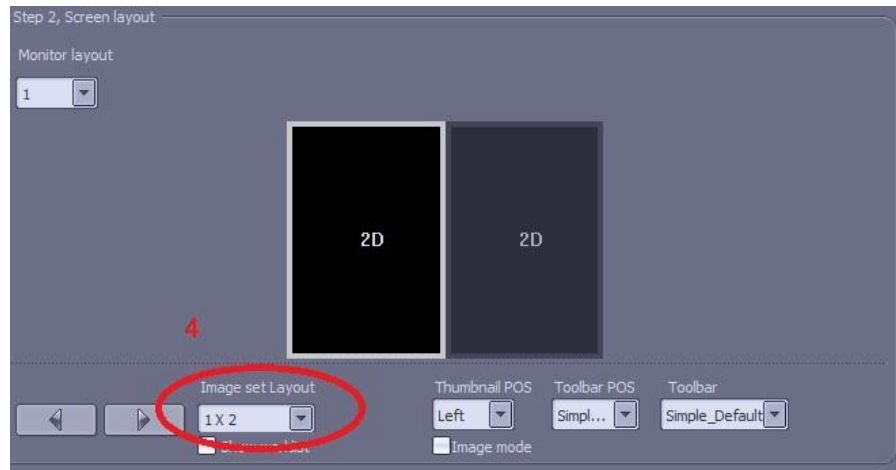 Step 2, Screen layout
Monitor layout
1
2D 2D
4
Image set Layout Thumbnail POS Toolbar POS Toolbar
1 X 2 Left Simpl... Simple_Default
Image mode